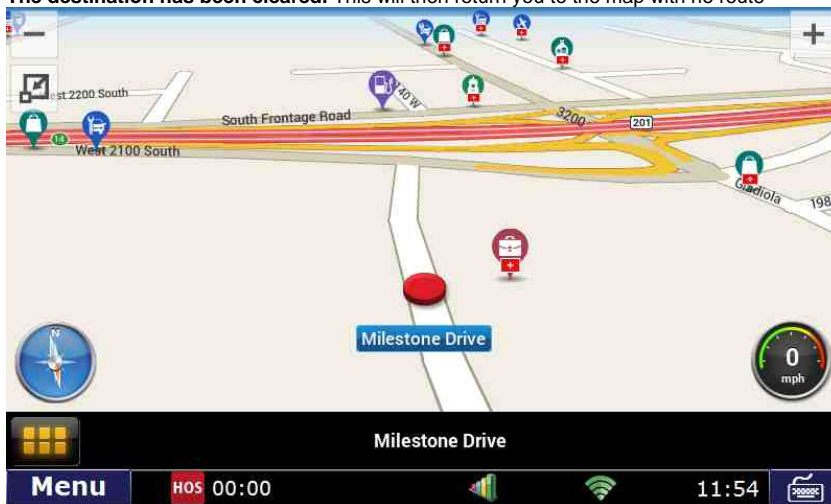 The destination has been cleared. This will then return you to the map with no route
West 2200 South
40 W
South Frontage Road
3200
201
14
West 2100 South
Gladiola
198
N
Milestone Drive
0
mph
Milestone Drive
Menu
HOS 00:00
11:54